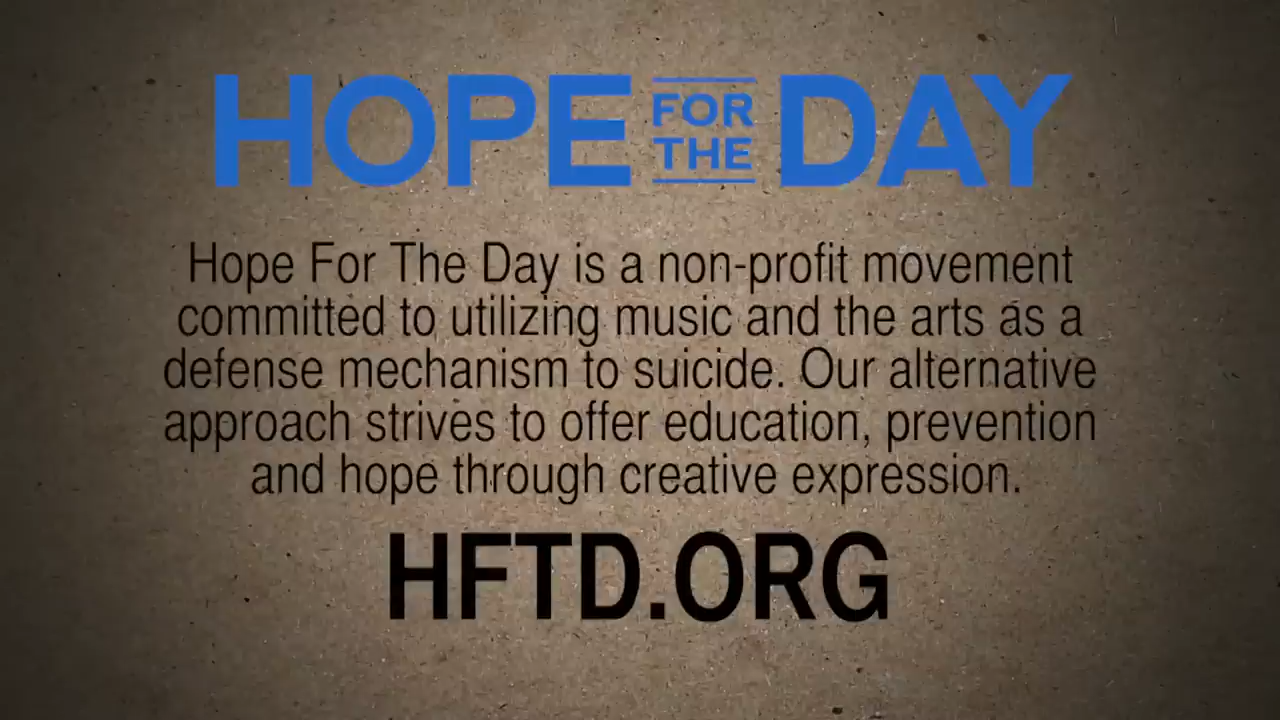 HOPE FOR THE DAY
Hope For The Day is a non-profit movement
committed to utilizing music and the arts as a
defense mechanism to suicide. Our alternative
approach strives to offer education, prevention
and hope through creative expression.
HFTD.ORG